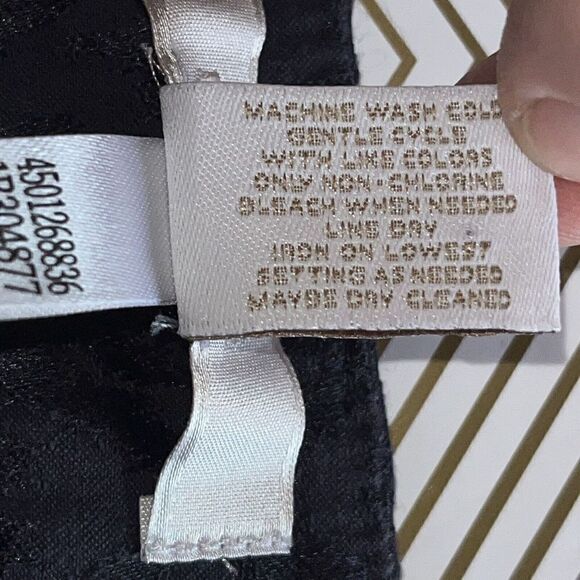 MACHINE WASH COLD
GENTLE CYCLE
WITH LIKE COLORS
ONLY NON-CHLORINE
BLEACH WHEN NEEDED
LINE DRY
IRON ON LOWEST
SETTING AS NEEDED
MAYBE DRY CLEANED
4501268836